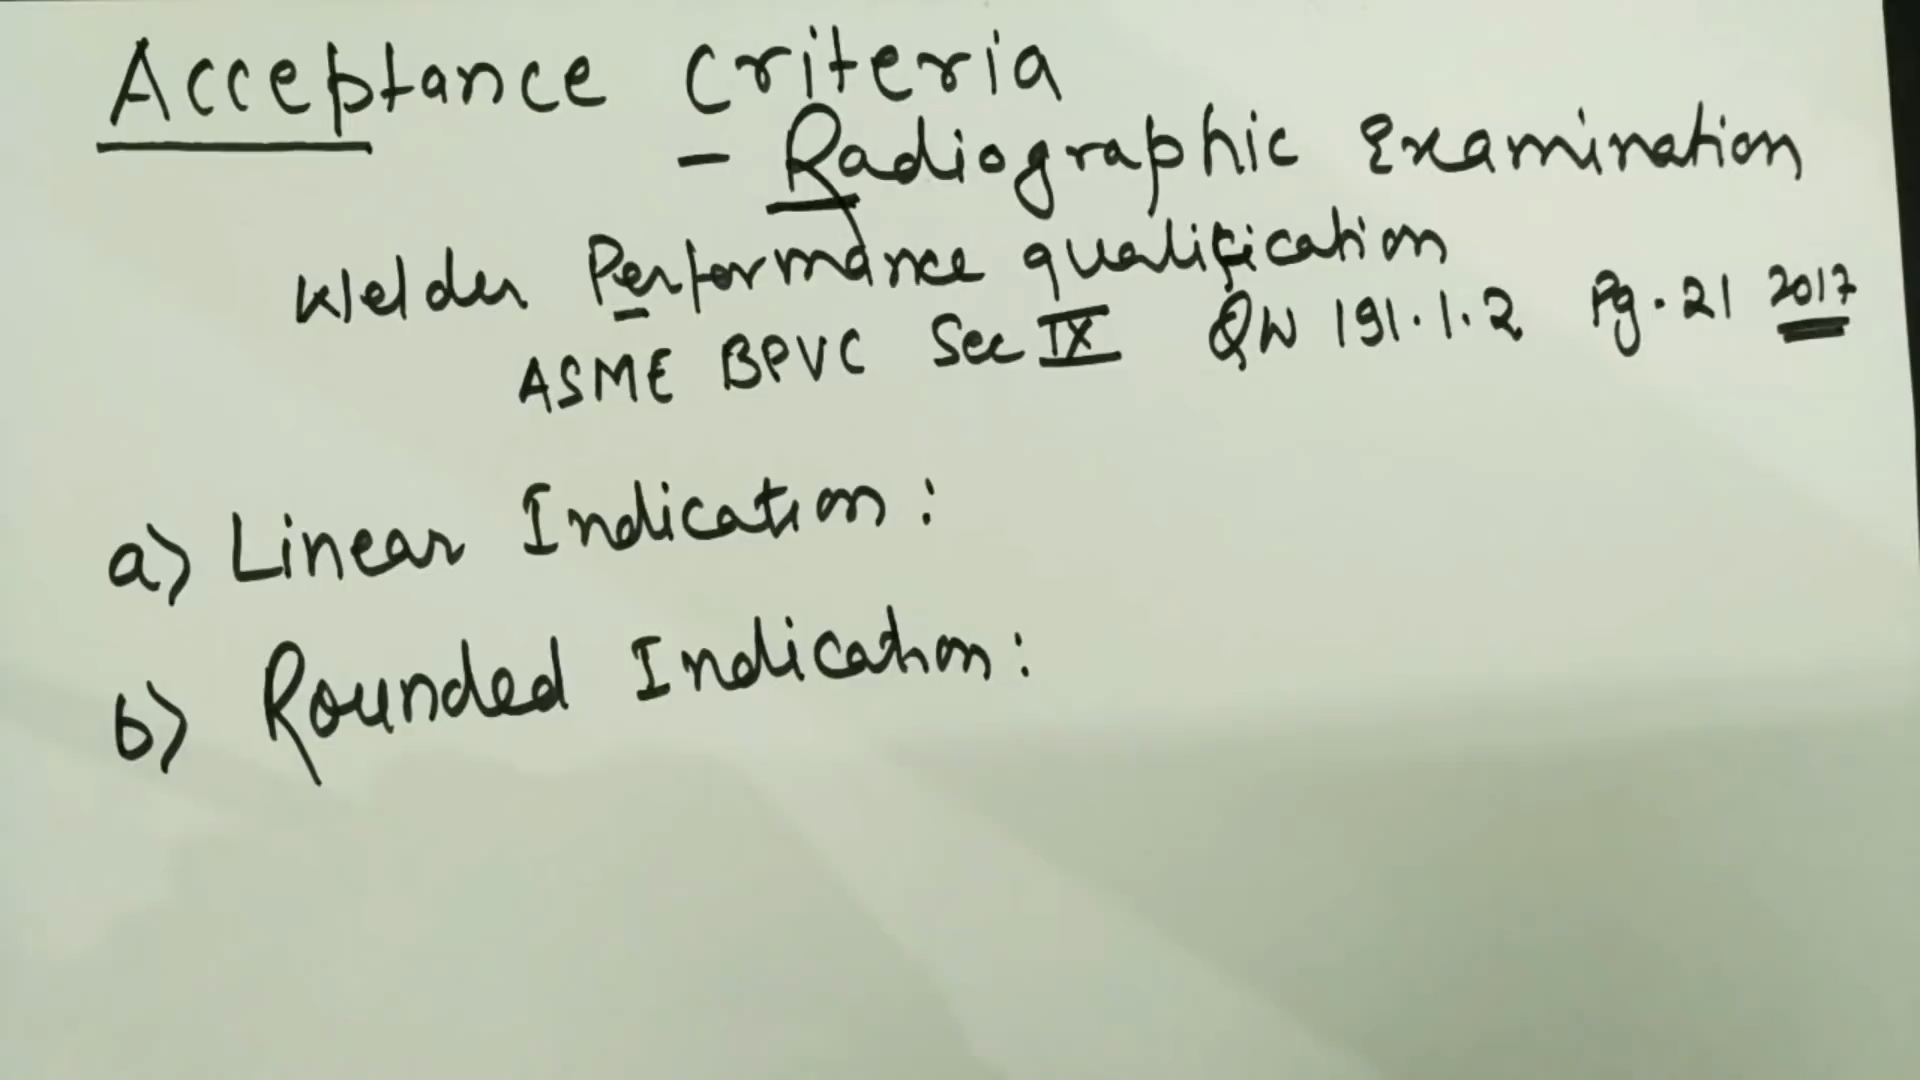 Acceptance Criteria
- Radiographic Examination
Welder Performance qualification
ASME BPVC Sec IX QW 191.1.2 Pg. 21 2017
a) Linear Indication:
b) Rounded Indication: